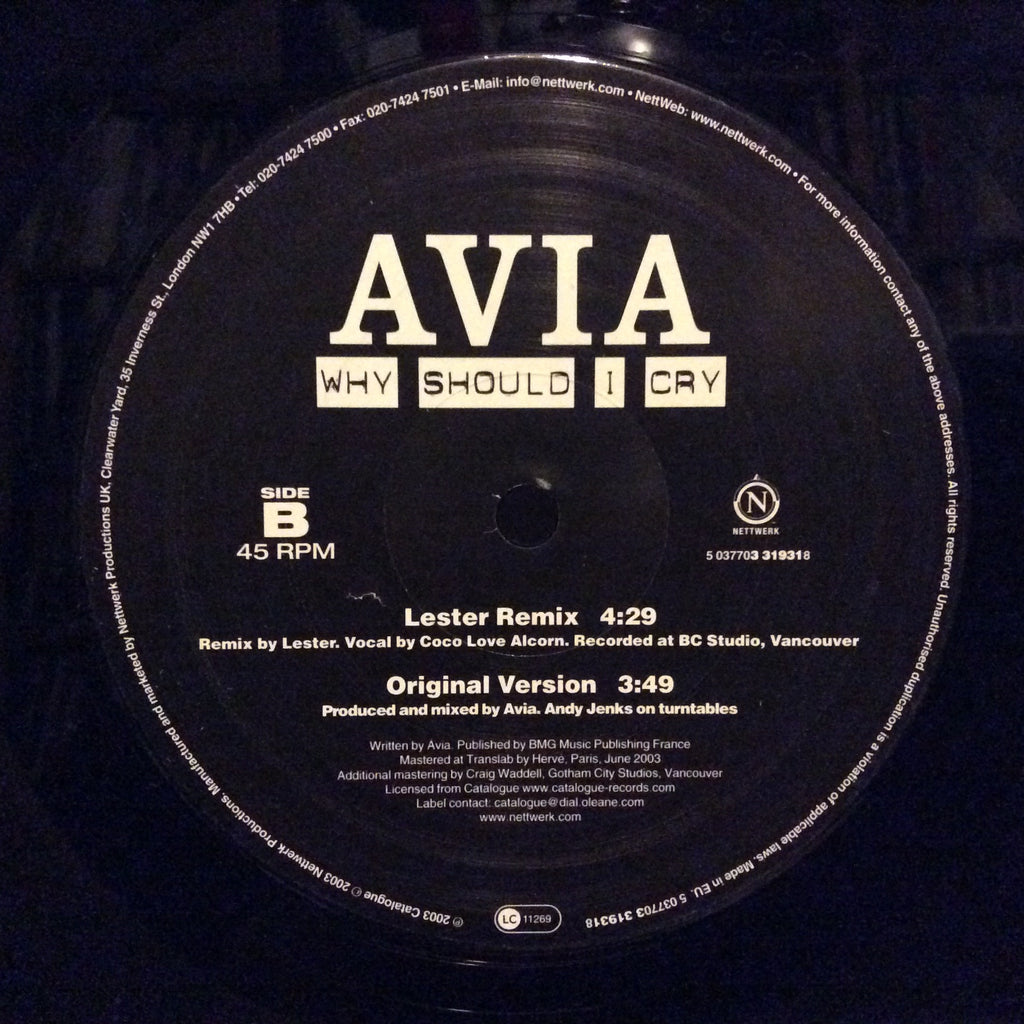 AVIA
WHY SHOULD I CRY
SIDE
B
45 RPM
N
NETTWERK
5 037703 319318
Lester Remix 4:29
Remix by Lester. Vocal by Coco Love Alcorn. Recorded at BC Studio, Vancouver
Original Version 3:49
Produced and mixed by Avia. Andy Jenks on turntables
Written by Avia. Published by BMG Music Publishing France
Mastered at Translab by Hervé, Paris, June 2003
Additional mastering by Craig Waddell, Gotham City Studios, Vancouver
Licensed from Catalogue www.catalogue-records.com
Label contact: catalogue@dial.oleane.com
www.nettwerk.com
℗ 2003 Catalogue © 2003 Nettwerk Productions Manufactured and marketed by Nettwerk Productions UK, Clearwater Yard, 35 Inverness St., London NW1 7HB • Tel: 020-7424 7500 • Fax: 020-7424 7501 • E-Mail: info@nettwerk.com • NettWeb: www.nettwerk.com • For more information contact any of the above addresses. All rights reserved. Unauthorised duplication is a violation of applicable laws. Made in EU. 5 037703 319318
LC 11269